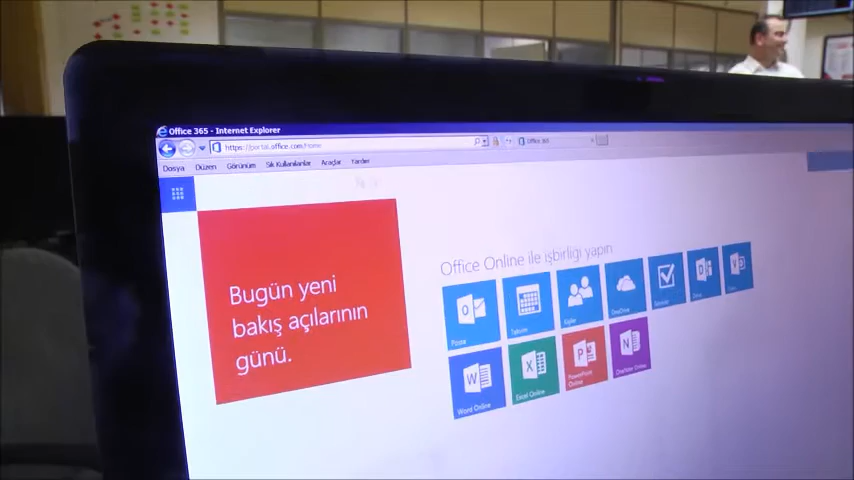 Office 365 - Internet Explorer
https://portal.office.com/Home
Office 365
Dosya Düzen Görünüm Sık Kullanılanlar Araçlar Yardım
Office Online ile işbirliği yapın
Bugün yeni
bakış açılarının
günü.
Posta Takvim Kişiler OneDrive
Word Online Excel Online PowerPoint Online OneNote Online